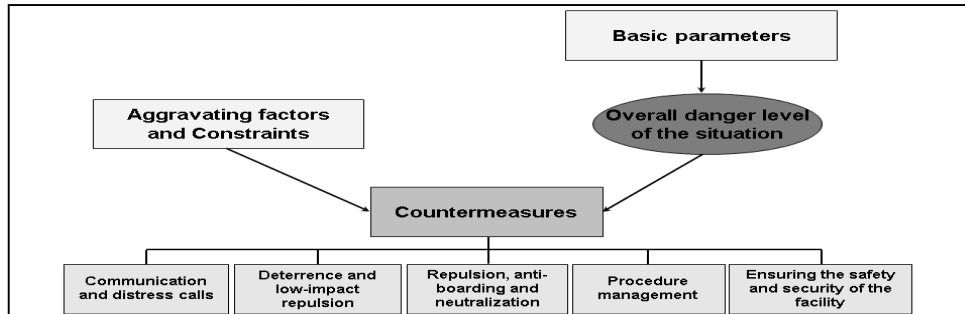 Basic parameters
Aggravating factors
and Constraints
Overall danger level
of the situation
Countermeasures
Communication
and distress calls
Deterrence and
low-impact
repulsion
Repulsion, anti-
boarding and
neutralization
Procedure
management
Ensuring the safety
and security of the
facility